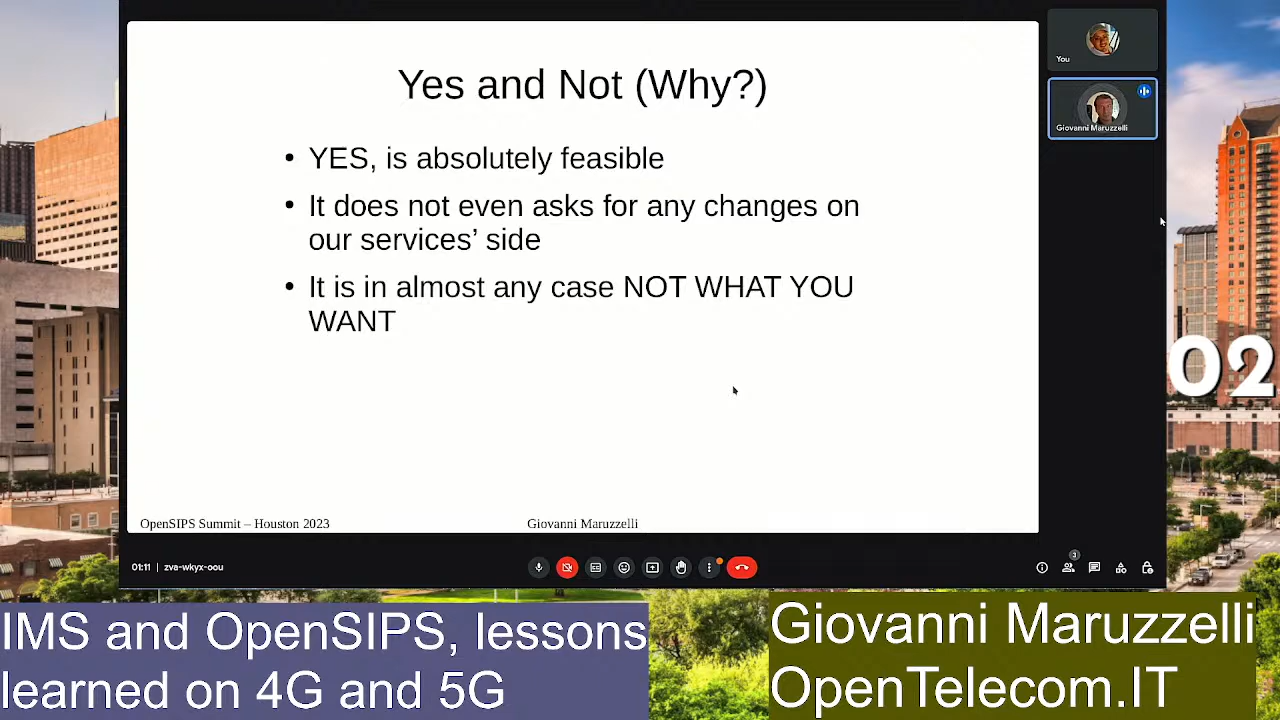 Yes and Not (Why?)
• YES, is absolutely feasible
• It does not even asks for any changes on
our services’ side
• It is in almost any case NOT WHAT YOU
WANT
OpenSIPS Summit – Houston 2023
Giovanni Maruzzelli
You
Giovanni Maruzzelli
02
01:11 | zva-wkyx-oou
3
IMS and OpenSIPS, lessons
learned on 4G and 5G
Giovanni Maruzzelli
OpenTelecom.IT